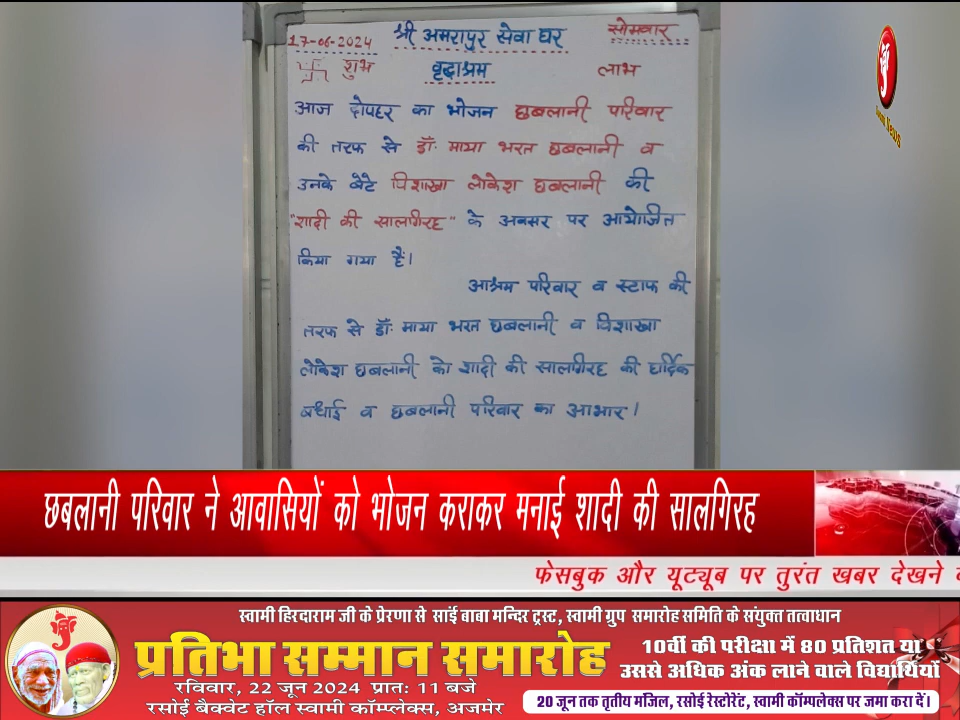 17-06-2024 श्री अमरापुर सेवा घर सोमवार
卐 शुभ वृद्धाश्रम लाभ
आज दोपहर का भोजन छबलानी परिवार
की तरफ से डॉ. माया भरत छबलानी व
उनके बेटे विशाखा लोकेश छबलानी की
"शादी की सालगिरह" के अवसर पर आयोजित
किया गया है।
आश्रम परिवार व स्टाफ की
तरफ से डॉ. माया भरत छबलानी व विशाखा
लोकेश छबलानी को शादी की सालगिरह की हार्दिक
बधाई व छबलानी परिवार का आभार।
News
छबलानी परिवार ने आवासियों को भोजन कराकर मनाई शादी की सालगिरह
फेसबुक और यूट्यूब पर तुरंत खबर देखने
स्वामी हिरदाराम जी के प्रेरणा से सांई बाबा मन्दिर ट्रस्ट, स्वामी ग्रुप समारोह समिति के संयुक्त तत्वाधान
प्रतिभा सम्मान समारोह
रविवार, 22 जून 2024 प्रात: 11 बजे
रसोई बैक्वेट हॉल स्वामी कॉम्प्लेक्स, अजमेर
10वीं की परीक्षा में 80 प्रतिशत या
उससे अधिक अंक लाने वाले विद्यार्थियों
20 जून तक तृतीय मंजिल, रसोई रेस्टोरेंट, स्वामी कॉम्पलेक्स पर जमा करा दें।